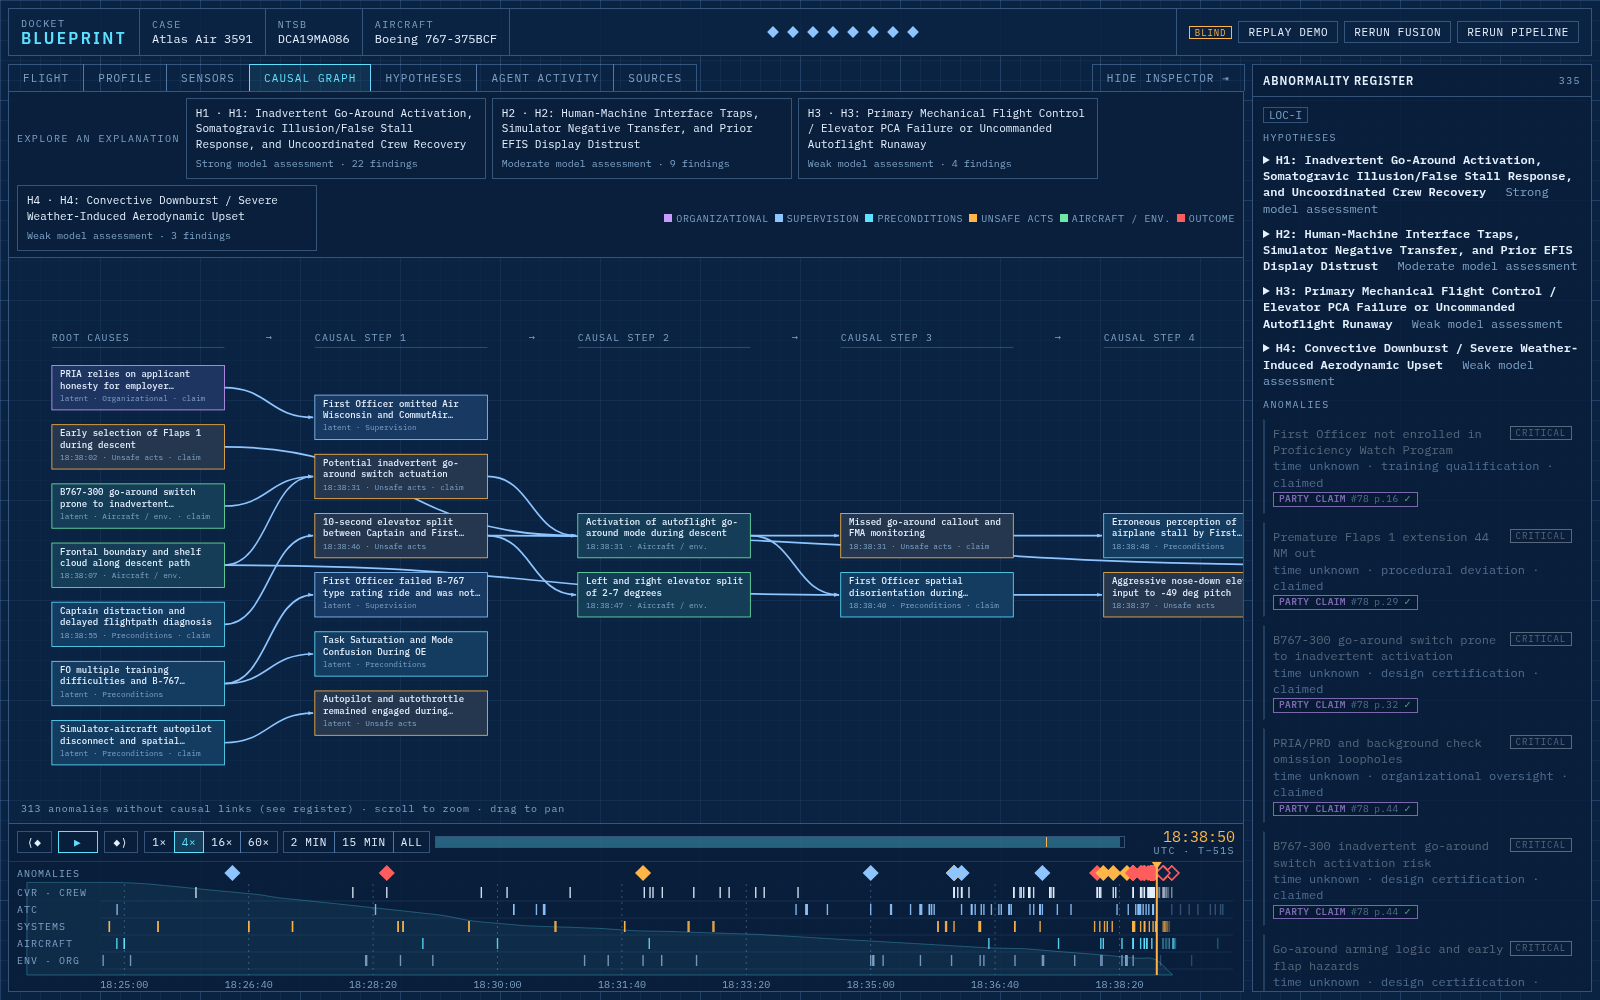 DOCKET
BLUEPRINT
CASE
Atlas Air 3591
NTSB
DCA19MA086
AIRCRAFT
Boeing 767-375BCF
BLIND
REPLAY DEMO
RERUN FUSION
RERUN PIPELINE
FLIGHT
PROFILE
SENSORS
CAUSAL GRAPH
HYPOTHESES
AGENT ACTIVITY
SOURCES
HIDE INSPECTOR ⇥
EXPLORE AN EXPLANATION
H1 · H1: Inadvertent Go-Around Activation,
Somatogravic Illusion/False Stall
Response, and Uncoordinated Crew Recovery
Strong model assessment · 22 findings
H2 · H2: Human-Machine Interface Traps,
Simulator Negative Transfer, and Prior
EFIS Display Distrust
Moderate model assessment · 9 findings
H3 · H3: Primary Mechanical Flight Control
/ Elevator PCA Failure or Uncommanded
Autoflight Runaway
Weak model assessment · 4 findings
H4 · H4: Convective Downburst / Severe
Weather-Induced Aerodynamic Upset
Weak model assessment · 3 findings
ORGANIZATIONAL
SUPERVISION
PRECONDITIONS
UNSAFE ACTS
AIRCRAFT / ENV.
OUTCOME
ROOT CAUSES
→
CAUSAL STEP 1
→
CAUSAL STEP 2
→
CAUSAL STEP 3
→
CAUSAL STEP 4
PRIA relies on applicant
honesty for employer…
latent · Organizational · claim
Early selection of Flaps 1
during descent
18:38:02 · Unsafe acts · claim
B767-300 go-around switch
prone to inadvertent…
latent · Aircraft / env. · claim
Frontal boundary and shelf
cloud along descent path
18:38:07 · Aircraft / env.
Captain distraction and
delayed flightpath diagnosis
18:38:55 · Preconditions · claim
FO multiple training
difficulties and B-767…
latent · Preconditions
Simulator-aircraft autopilot
disconnect and spatial…
latent · Preconditions · claim
First Officer omitted Air
Wisconsin and CommutAir…
latent · Supervision
Potential inadvertent go-
around switch actuation
18:38:31 · Unsafe acts · claim
10-second elevator split
between Captain and First…
18:38:46 · Unsafe acts
First Officer failed B-767
type rating ride and was not…
latent · Supervision
Task Saturation and Mode
Confusion During OE
latent · Preconditions
Autopilot and autothrottle
remained engaged during…
latent · Unsafe acts
Activation of autoflight go-
around mode during descent
18:38:31 · Aircraft / env.
Left and right elevator split
of 2-7 degrees
18:38:47 · Aircraft / env.
Missed go-around callout and
FMA monitoring
18:38:31 · Unsafe acts · claim
First Officer spatial
disorientation during…
18:38:40 · Preconditions · claim
Erroneous perception of
airplane stall by First…
18:38:48 · Preconditions
Aggressive nose-down ele
input to -49 deg pitch
18:38:37 · Unsafe acts
313 anomalies without causal links (see register) · scroll to zoom · drag to pan
1×
4×
16×
60×
2 MIN
15 MIN
ALL
18:38:50
UTC · T−51S
ANOMALIES
CVR · CREW
ATC
SYSTEMS
AIRCRAFT
ENV · ORG
18:25:00
18:26:40
18:28:20
18:30:00
18:31:40
18:33:20
18:35:00
18:36:40
18:38:20
ABNORMALITY REGISTER
335
LOC-I
HYPOTHESES
▶ H1: Inadvertent Go-Around Activation,
Somatogravic Illusion/False Stall Response,
and Uncoordinated Crew Recovery Strong
model assessment
▶ H2: Human-Machine Interface Traps,
Simulator Negative Transfer, and Prior EFIS
Display Distrust Moderate model assessment
▶ H3: Primary Mechanical Flight Control /
Elevator PCA Failure or Uncommanded
Autoflight Runaway Weak model assessment
▶ H4: Convective Downburst / Severe Weather-
Induced Aerodynamic Upset Weak model
assessment
ANOMALIES
First Officer not enrolled in
Proficiency Watch Program
CRITICAL
time unknown · training qualification ·
claimed
PARTY CLAIM #78 p.16 ✓
Premature Flaps 1 extension 44
NM out
CRITICAL
time unknown · procedural deviation ·
claimed
PARTY CLAIM #78 p.29 ✓
B767-300 go-around switch prone
to inadvertent activation
CRITICAL
time unknown · design certification ·
claimed
PARTY CLAIM #78 p.32 ✓
PRIA/PRD and background check
omission loopholes
CRITICAL
time unknown · organizational oversight ·
claimed
PARTY CLAIM #78 p.44 ✓
B767-300 inadvertent go-around
switch activation risk
CRITICAL
time unknown · design certification ·
claimed
PARTY CLAIM #78 p.44 ✓
Go-around arming logic and early
flap hazards
CRITICAL
time unknown · design certification ·